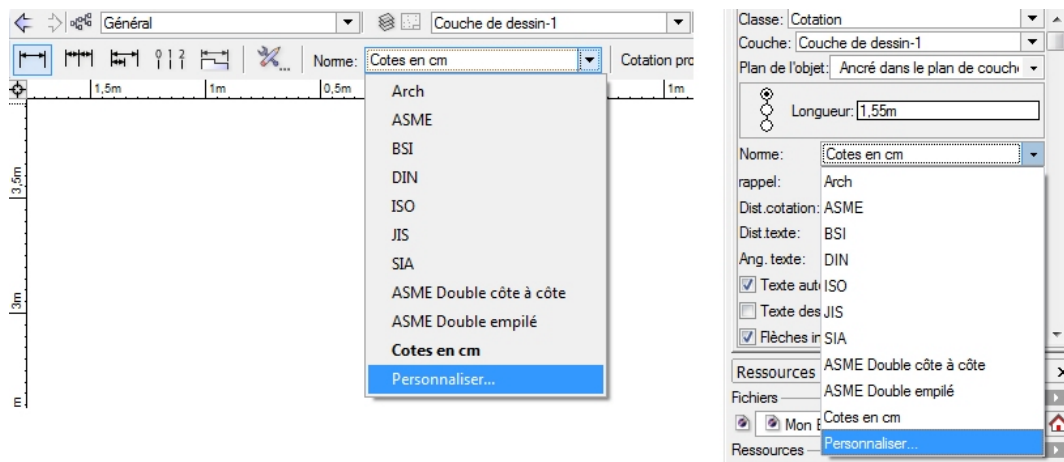 Général
Couche de dessin-1
0 1 2
Norme: Cotes en cm
Cotation pro
1,5m 1m 0,5m 1m
3,5m
3m
m
Arch
ASME
BSI
DIN
ISO
JIS
SIA
ASME Double côte à côte
ASME Double empilé
Cotes en cm
Personnaliser...
Classe: Cotation
Couche: Couche de dessin-1
Plan de l'objet: Ancré dans le plan de couch
Longueur: 1,55m
Norme: Cotes en cm
rappel: Arch
Dist.cotation: ASME
Dist.texte: BSI
Ang. texte: DIN
Texte aut ISO
Texte des JIS
Flèches in SIA
Ressources ASME Double côte à côte
Fichiers ASME Double empilé
Mon Cotes en cm
Ressources Personnaliser...